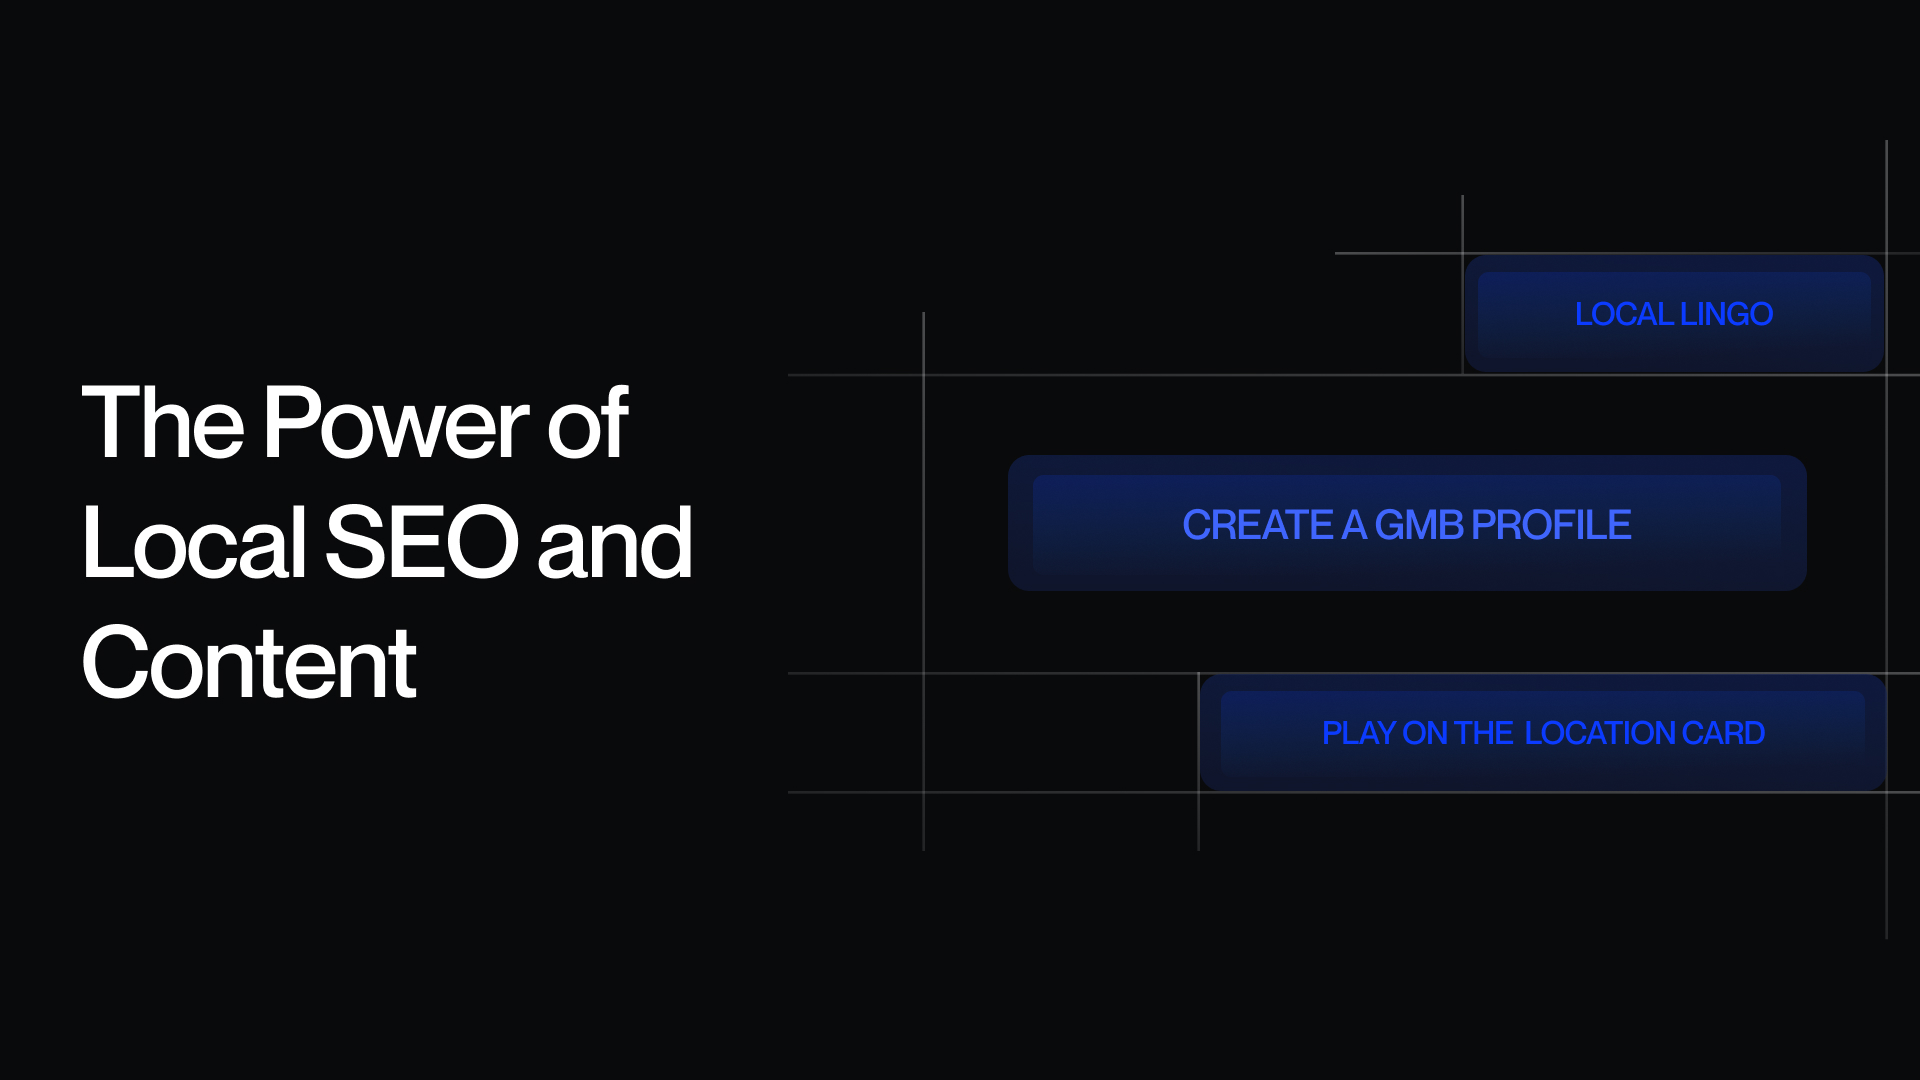 The Power of
Local SEO and
Content
LOCAL LINGO
CREATE A GMB PROFILE
PLAY ON THE LOCATION CARD